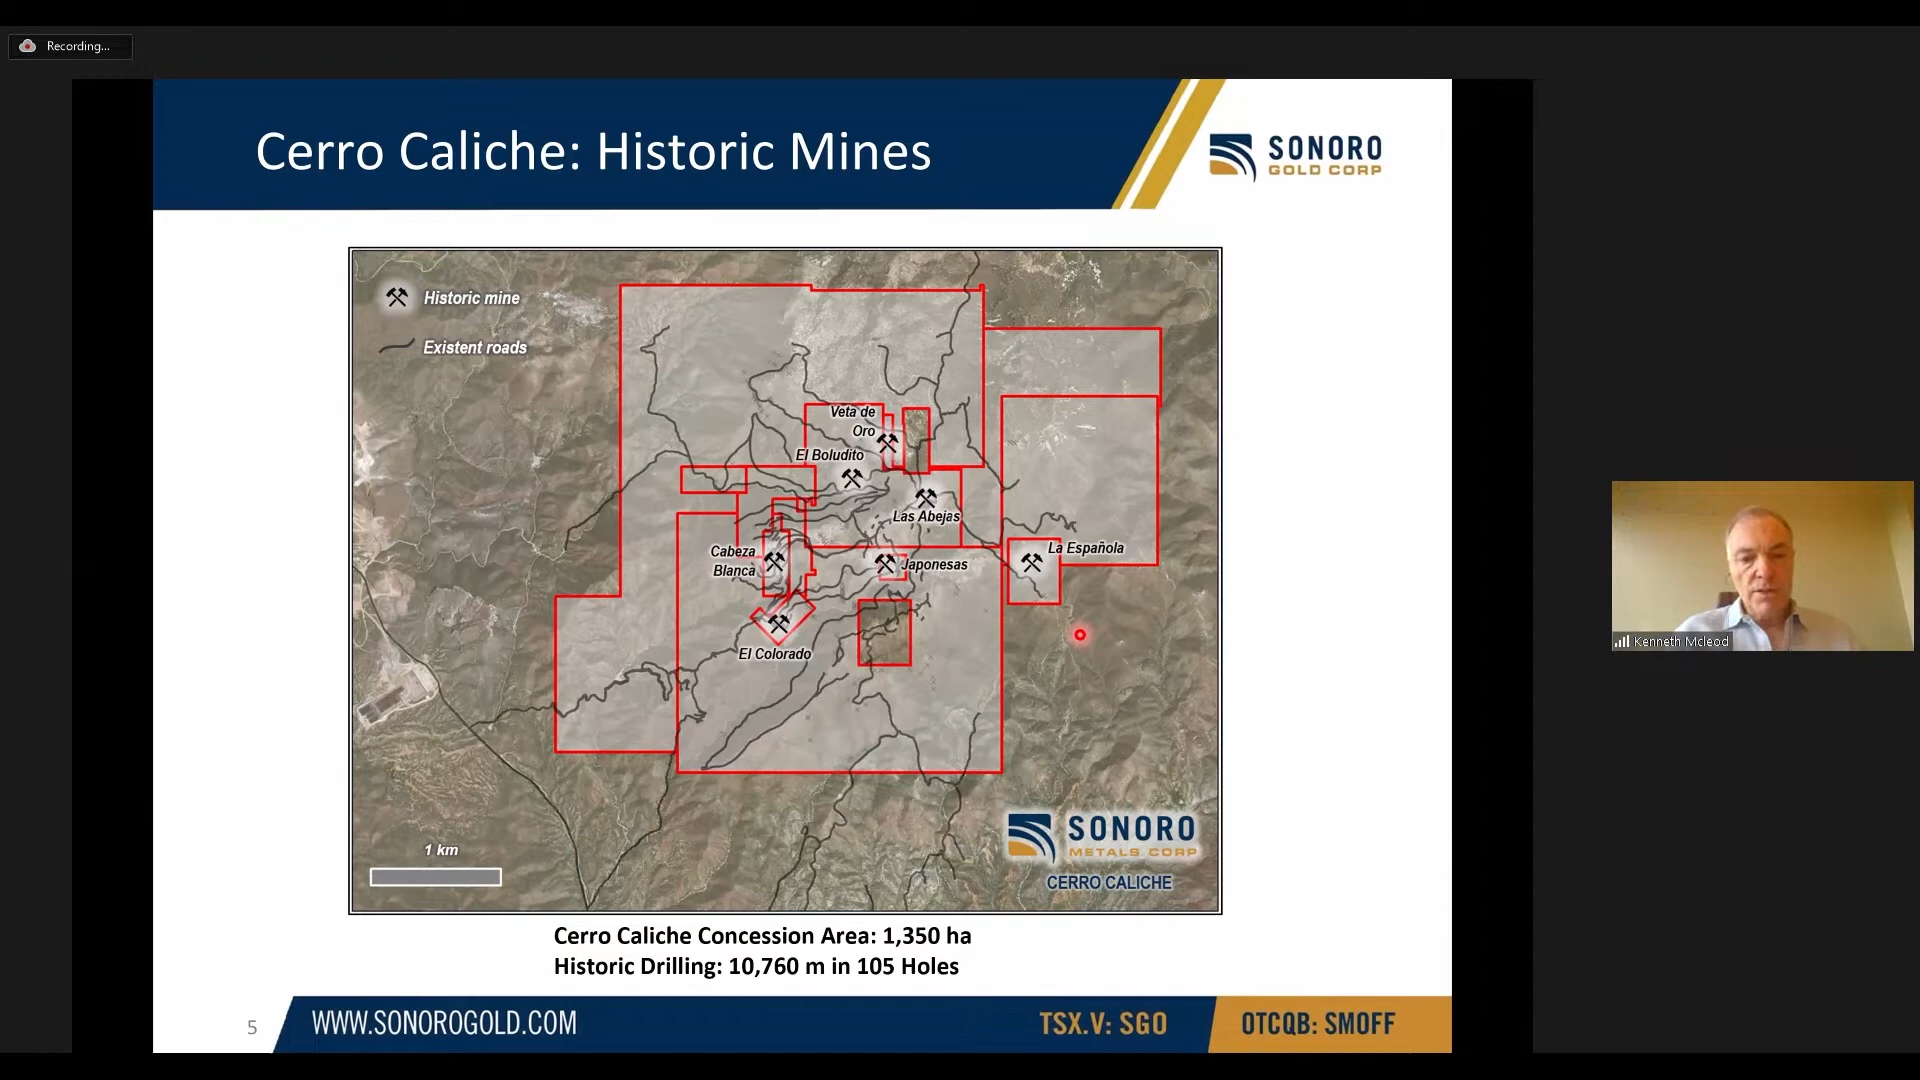 Recording...
Cerro Caliche: Historic Mines
SONORO
GOLD CORP
Historic mine
Existent roads
Veta de
Oro
El Boludito
Las Abejas
Cabeza
Blanca
Japonesas
La Española
El Colorado
1 km
SONORO
METALS CORP
CERRO CALICHE
Kenneth Mcleod
Cerro Caliche Concession Area: 1,350 ha
Historic Drilling: 10,760 m in 105 Holes
5
WWW.SONOROGOLD.COM
TSX.V: SGO
OTCQB: SMOFF